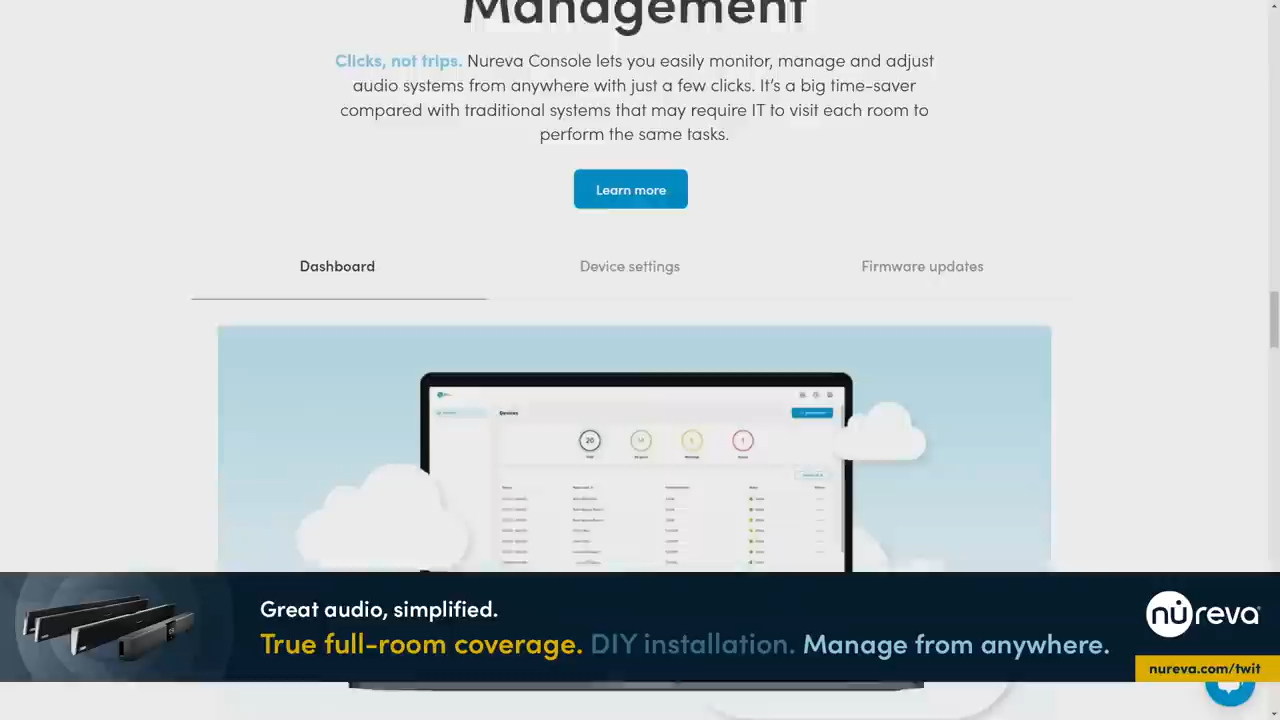 Management
Clicks, not trips. Nureva Console lets you easily monitor, manage and adjust
audio systems from anywhere with just a few clicks. It's a big time-saver
compared with traditional systems that may require IT to visit each room to
perform the same tasks.
Learn more
Dashboard
Device settings
Firmware updates
Devices
20
Great audio, simplified.
True full-room coverage. DIY installation. Manage from anywhere.
nureva
nureva.com/twit